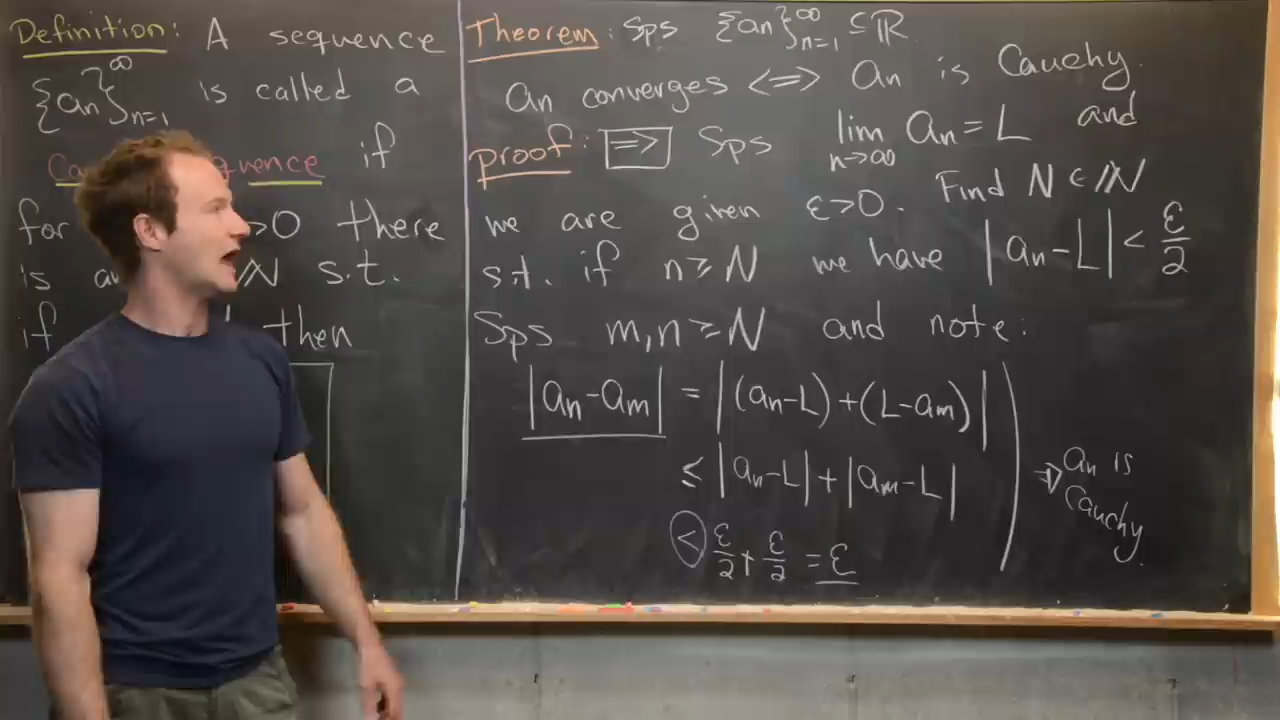 Definition: A sequence
{an}∞n=1 is called a
if
for >0 there
is ℕ s.t.
if then
Theorem: Sps {an}∞n=1 ⊆ ℝ
an converges <=> an is Cauchy.
proof: => Sps lim n→∞ an = L and
we are given ε>0. Find N ∈ ℕ
s.t. if n ≥ N we have |an-L| < ε/2
Sps m,n ≥ N and note:
|an-am| = |(an-L)+(L-am)|
≤ |an-L|+|am-L|
< ε/2 + ε/2 = ε
⇒ an is
Cauchy.